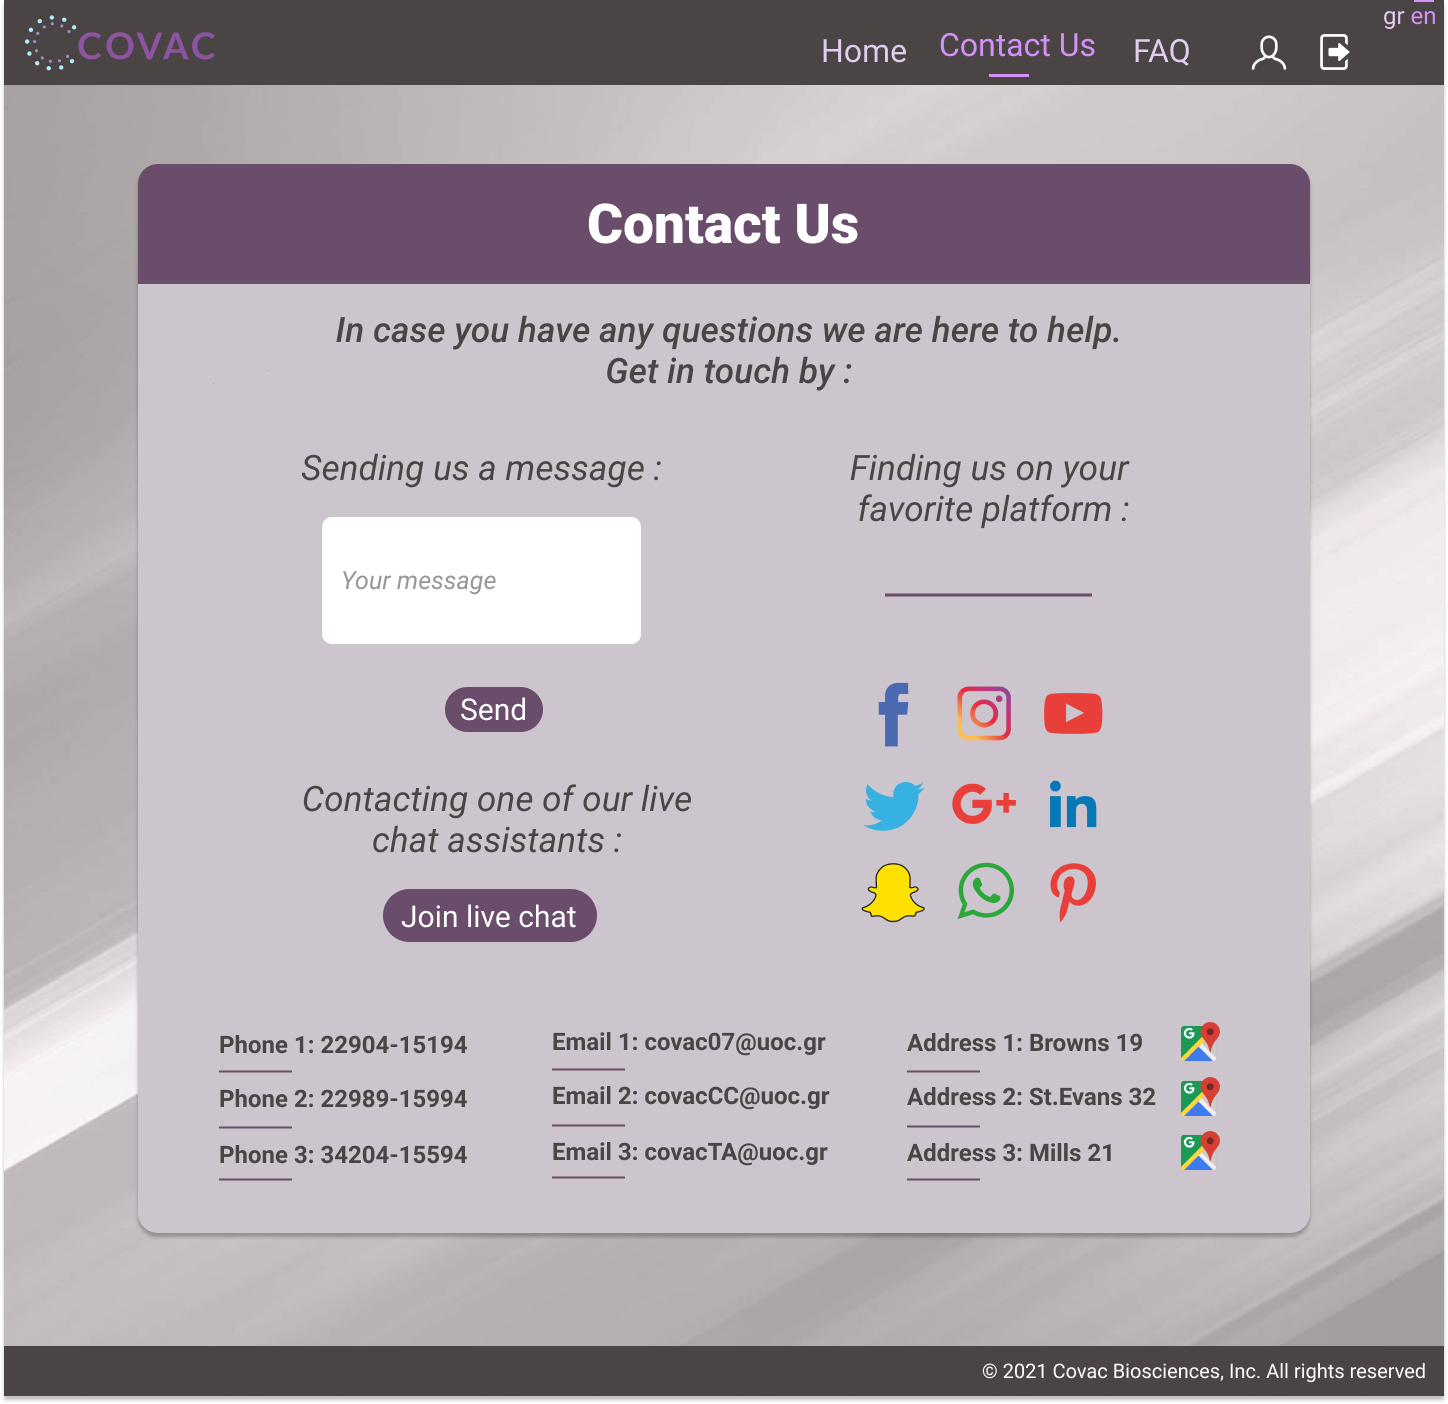 COVAC
Home
Contact Us
FAQ
gr en
Contact Us
In case you have any questions we are here to help.
Get in touch by :
Sending us a message :
Your message
Send
Contacting one of our live
chat assistants :
Join live chat
Finding us on your
favorite platform :
f
G+
in
Phone 1: 22904-15194
Phone 2: 22989-15994
Phone 3: 34204-15594
Email 1: covac07@uoc.gr
Email 2: covacCC@uoc.gr
Email 3: covacTA@uoc.gr
Address 1: Browns 19
G
Address 2: St.Evans 32
G
Address 3: Mills 21
G
© 2021 Covac Biosciences, Inc. All rights reserved